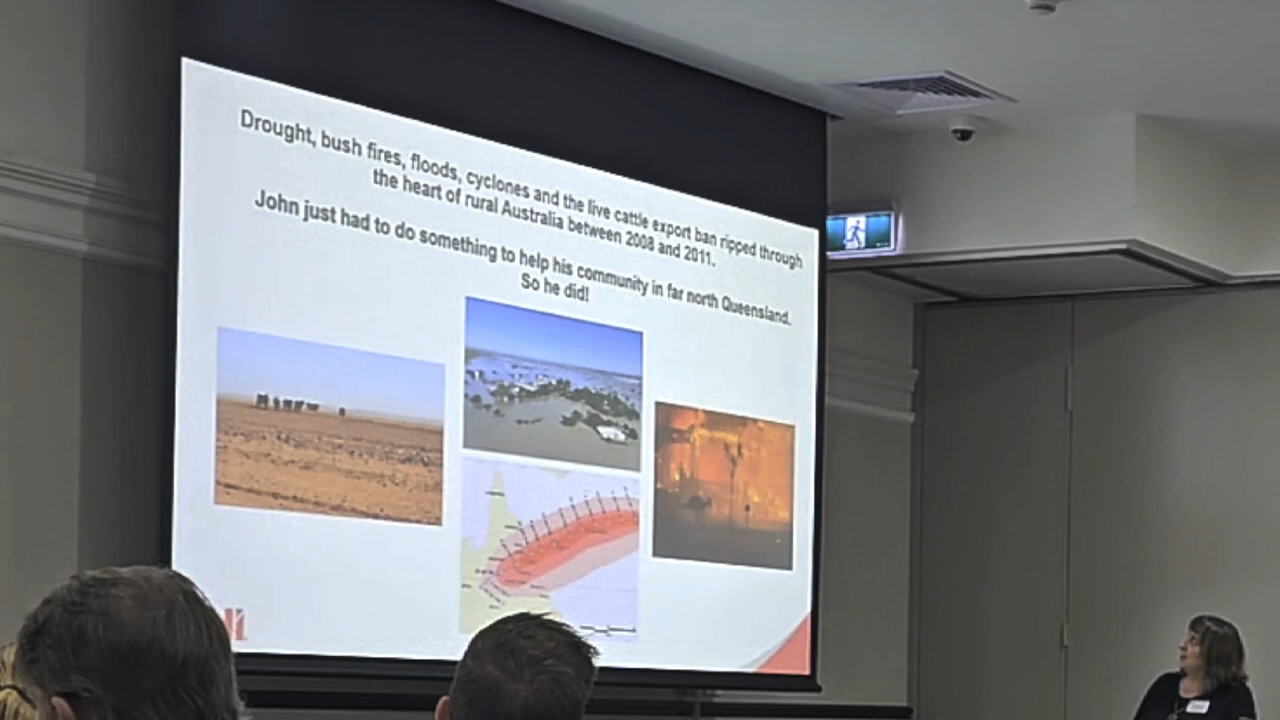 Drought, bush fires, floods, cyclones and the live cattle export ban ripped through
the heart of rural Australia between 2008 and 2011.
John just had to do something to help his community in far north Queensland.
So he did!